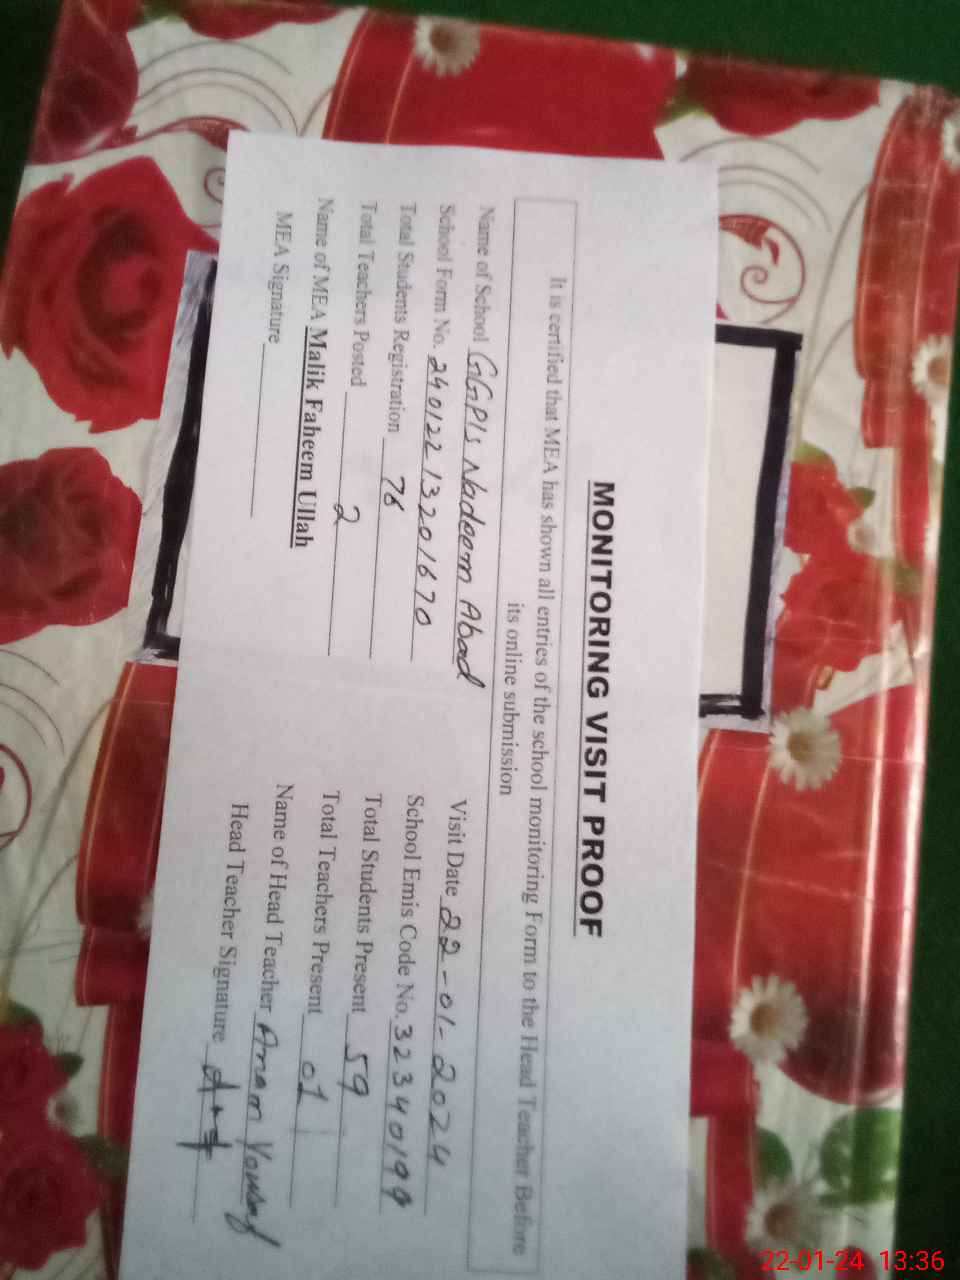 MONITORING VISIT PROOF
It is certified that MEA has shown all entries of the school monitoring Form to the Head Teacher Before
its online submission
Name of School GGPS Nadeem Abad Visit Date 22-01-2024
School Form No. 240122 13201670 School Emis Code No. 32340199
Total Students Registration 76 Total Students Present 59
Total Teachers Posted 2 Total Teachers Present 01
Name of MEA Malik Faheem Ullah Name of Head Teacher Anam Yousaf
MEA Signature Head Teacher Signature
22-01-24 13:36